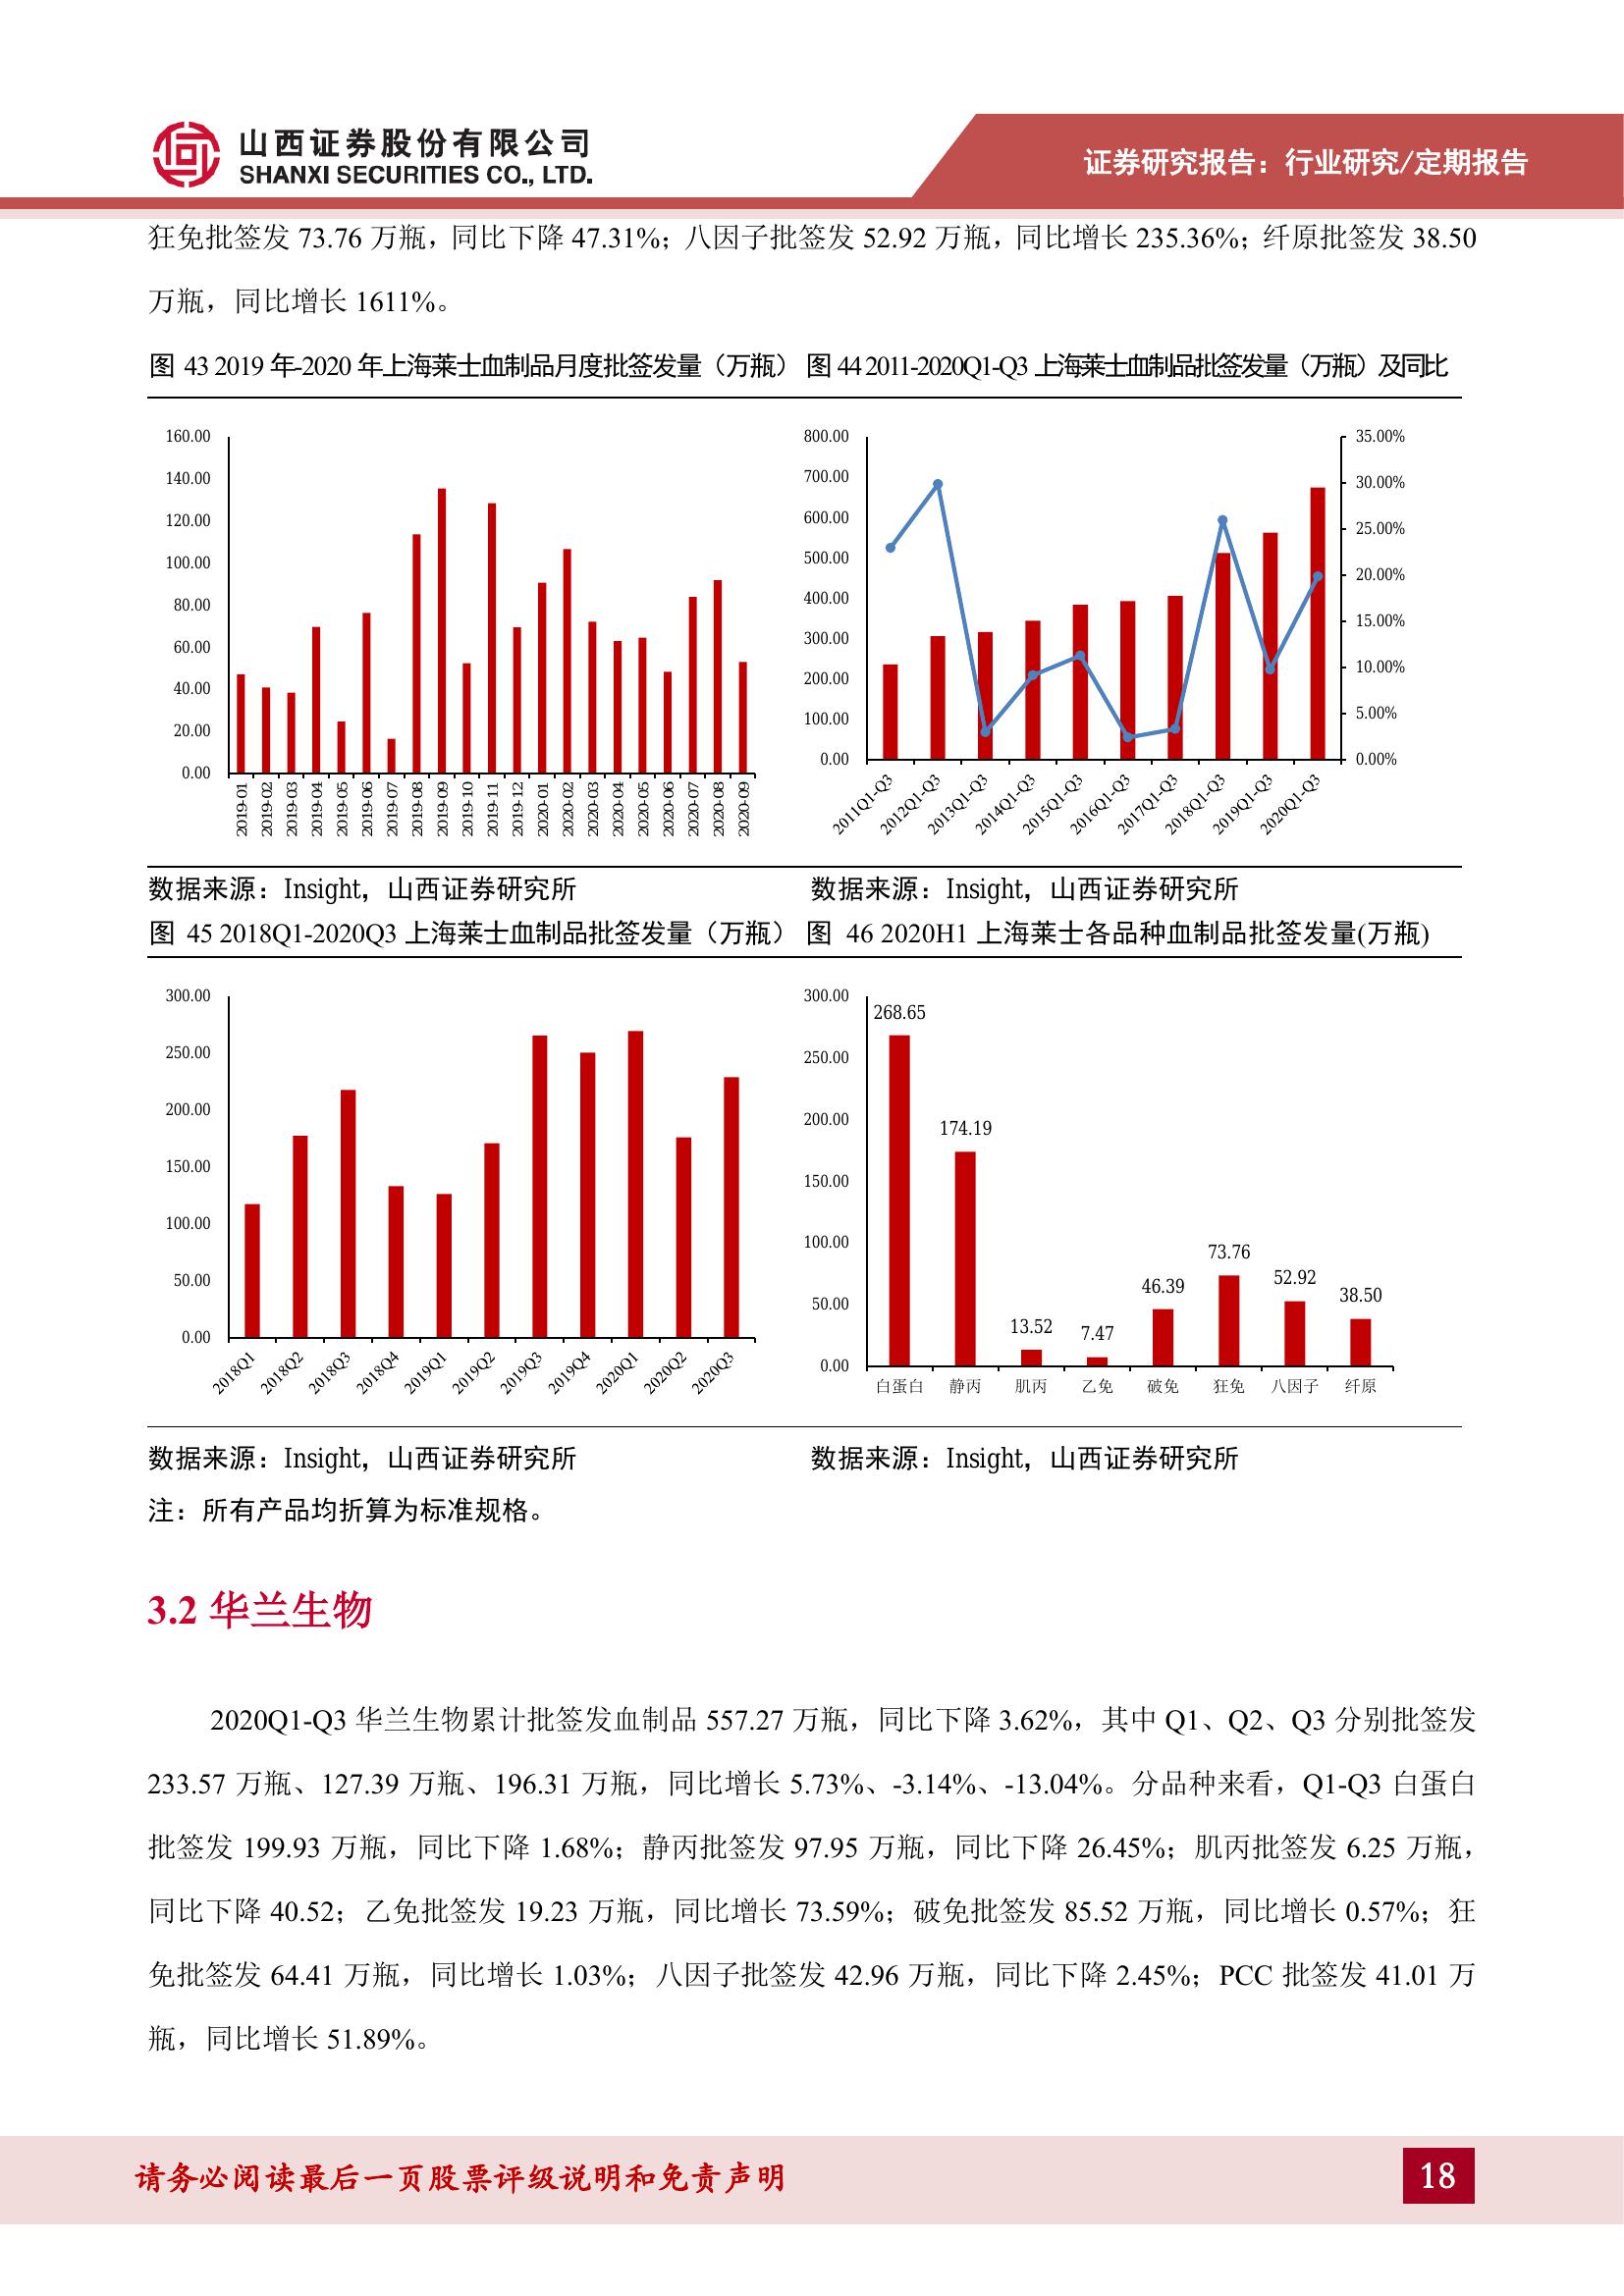 山西证券股份有限公司
SHANXI SECURITIES CO., LTD.
证券研究报告：行业研究/定期报告
狂免批签发 73.76 万瓶，同比下降 47.31%；八因子批签发 52.92 万瓶，同比增长 235.36%；纤原批签发 38.50
万瓶，同比增长 1611%。
图 43 2019 年-2020 年上海莱士血制品月度批签发量（万瓶）
160.00
140.00
120.00
100.00
80.00
60.00
40.00
20.00
0.00
2019-01 2019-02 2019-03 2019-04 2019-05 2019-06 2019-07 2019-08 2019-09 2019-10 2019-11 2019-12 2020-01 2020-02 2020-03 2020-04 2020-05 2020-06 2020-07 2020-08 2020-09
图 44 2011-2020Q1-Q3 上海莱士血制品批签发量（万瓶）及同比
800.00
700.00
600.00
500.00
400.00
300.00
200.00
100.00
0.00
35.00%
30.00%
25.00%
20.00%
15.00%
10.00%
5.00%
0.00%
2011Q1-Q3 2012Q1-Q3 2013Q1-Q3 2014Q1-Q3 2015Q1-Q3 2016Q1-Q3 2017Q1-Q3 2018Q1-Q3 2019Q1-Q3 2020Q1-Q3
数据来源：Insight，山西证券研究所
数据来源：Insight，山西证券研究所
图 45 2018Q1-2020Q3 上海莱士血制品批签发量（万瓶）
300.00
250.00
200.00
150.00
100.00
50.00
0.00
2018Q1 2018Q2 2018Q3 2018Q4 2019Q1 2019Q2 2019Q3 2019Q4 2020Q1 2020Q2 2020Q3
图 46 2020H1 上海莱士各品种血制品批签发量(万瓶)
300.00
250.00
200.00
150.00
100.00
50.00
0.00
268.65
174.19
13.52
7.47
46.39
73.76
52.92
38.50
白蛋白 静丙 肌丙 乙免 破免 狂免 八因子 纤原
数据来源：Insight，山西证券研究所
数据来源：Insight，山西证券研究所
注：所有产品均折算为标准规格。
3.2 华兰生物
2020Q1-Q3 华兰生物累计批签发血制品 557.27 万瓶，同比下降 3.62%，其中 Q1、Q2、Q3 分别批签发
233.57 万瓶、127.39 万瓶、196.31 万瓶，同比增长 5.73%、-3.14%、-13.04%。分品种来看，Q1-Q3 白蛋白
批签发 199.93 万瓶，同比下降 1.68%；静丙批签发 97.95 万瓶，同比下降 26.45%；肌丙批签发 6.25 万瓶，
同比下降 40.52；乙免批签发 19.23 万瓶，同比增长 73.59%；破免批签发 85.52 万瓶，同比增长 0.57%；狂
免批签发 64.41 万瓶，同比增长 1.03%；八因子批签发 42.96 万瓶，同比下降 2.45%；PCC 批签发 41.01 万
瓶，同比增长 51.89%。
请务必阅读最后一页股票评级说明和免责声明
18